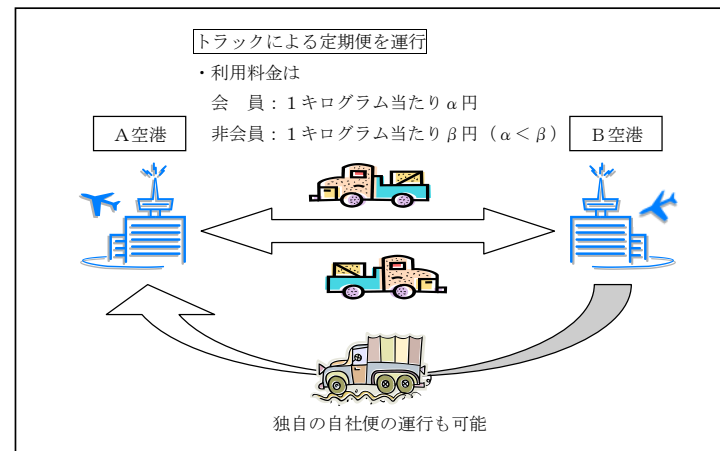 トラックによる定期便を運行
・利用料金は
会　員：１キログラム当たりα円
非会員：１キログラム当たりβ円（α＜β）
Ａ空港
Ｂ空港
独自の自社便の運行も可能